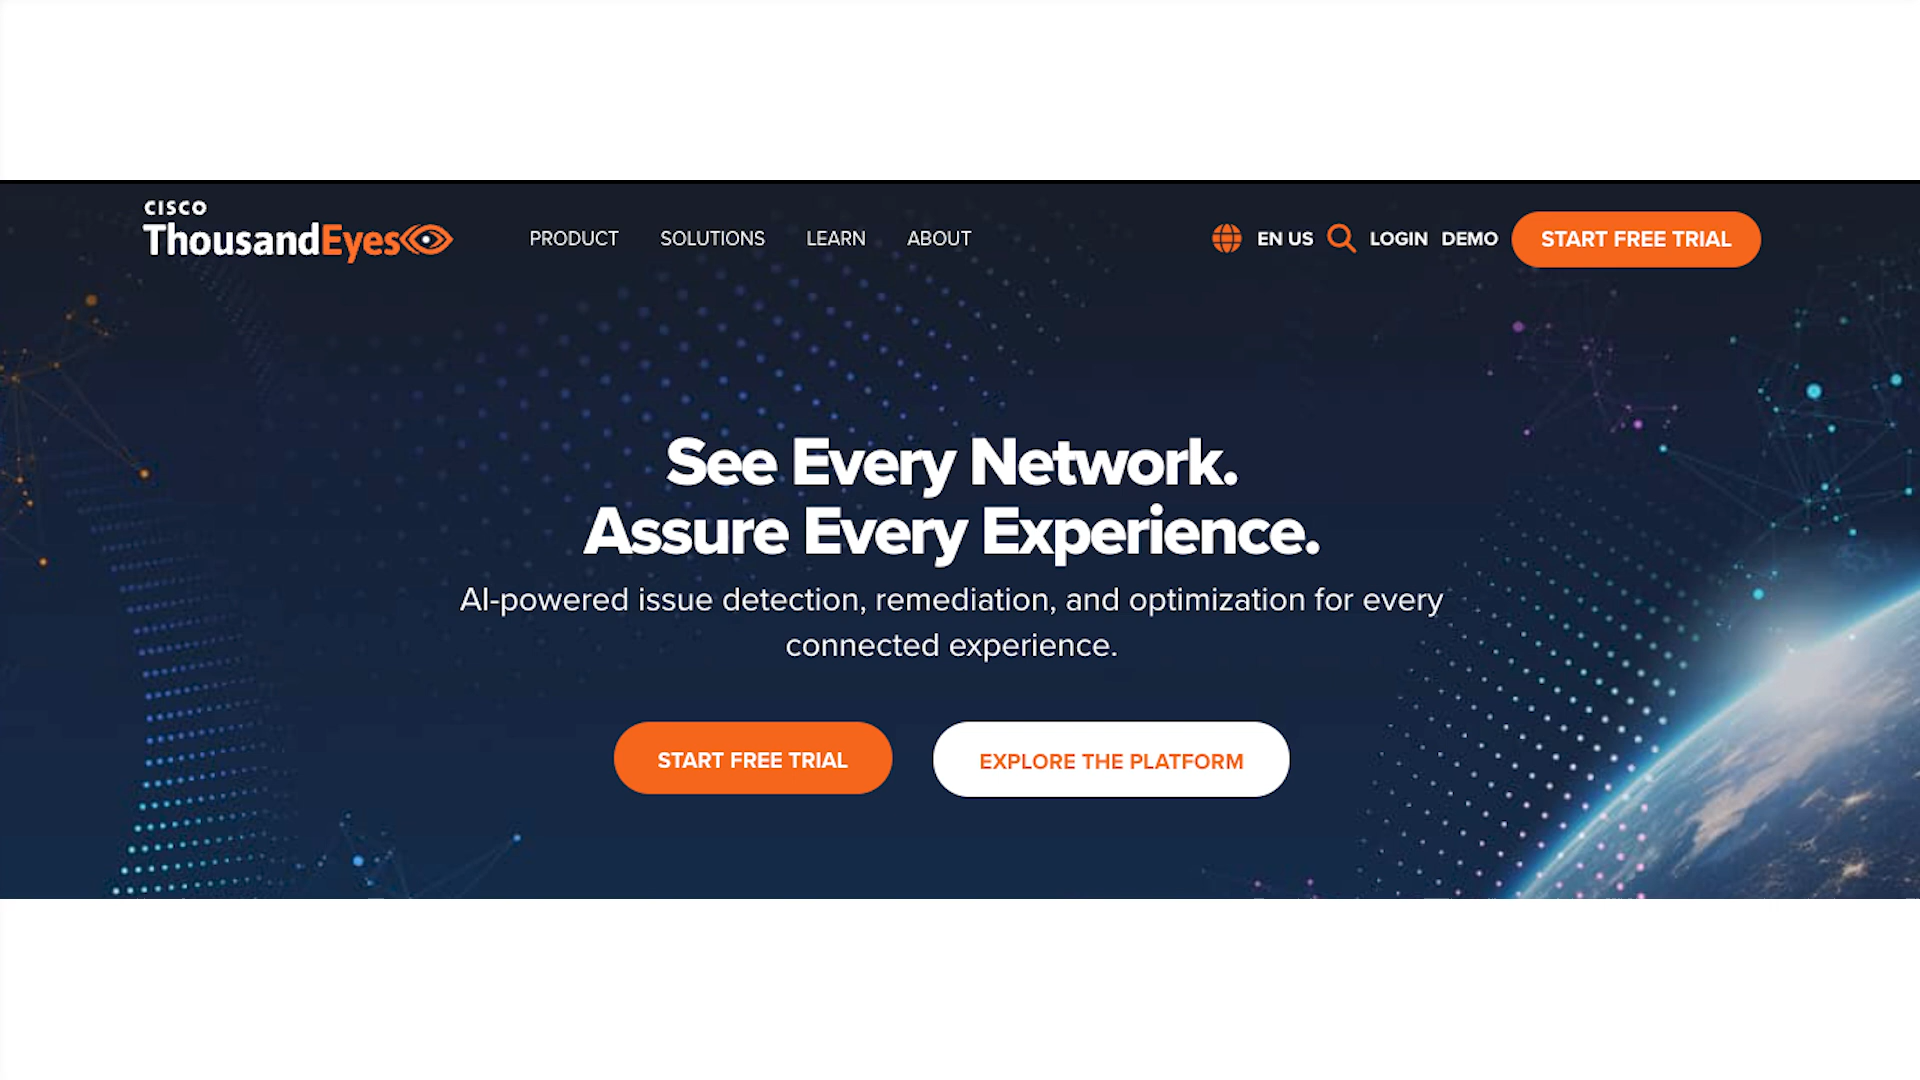 CISCO
ThousandEyes
PRODUCT SOLUTIONS LEARN ABOUT
EN US LOGIN DEMO START FREE TRIAL
See Every Network.
Assure Every Experience.
AI-powered issue detection, remediation, and optimization for every
connected experience.
START FREE TRIAL EXPLORE THE PLATFORM